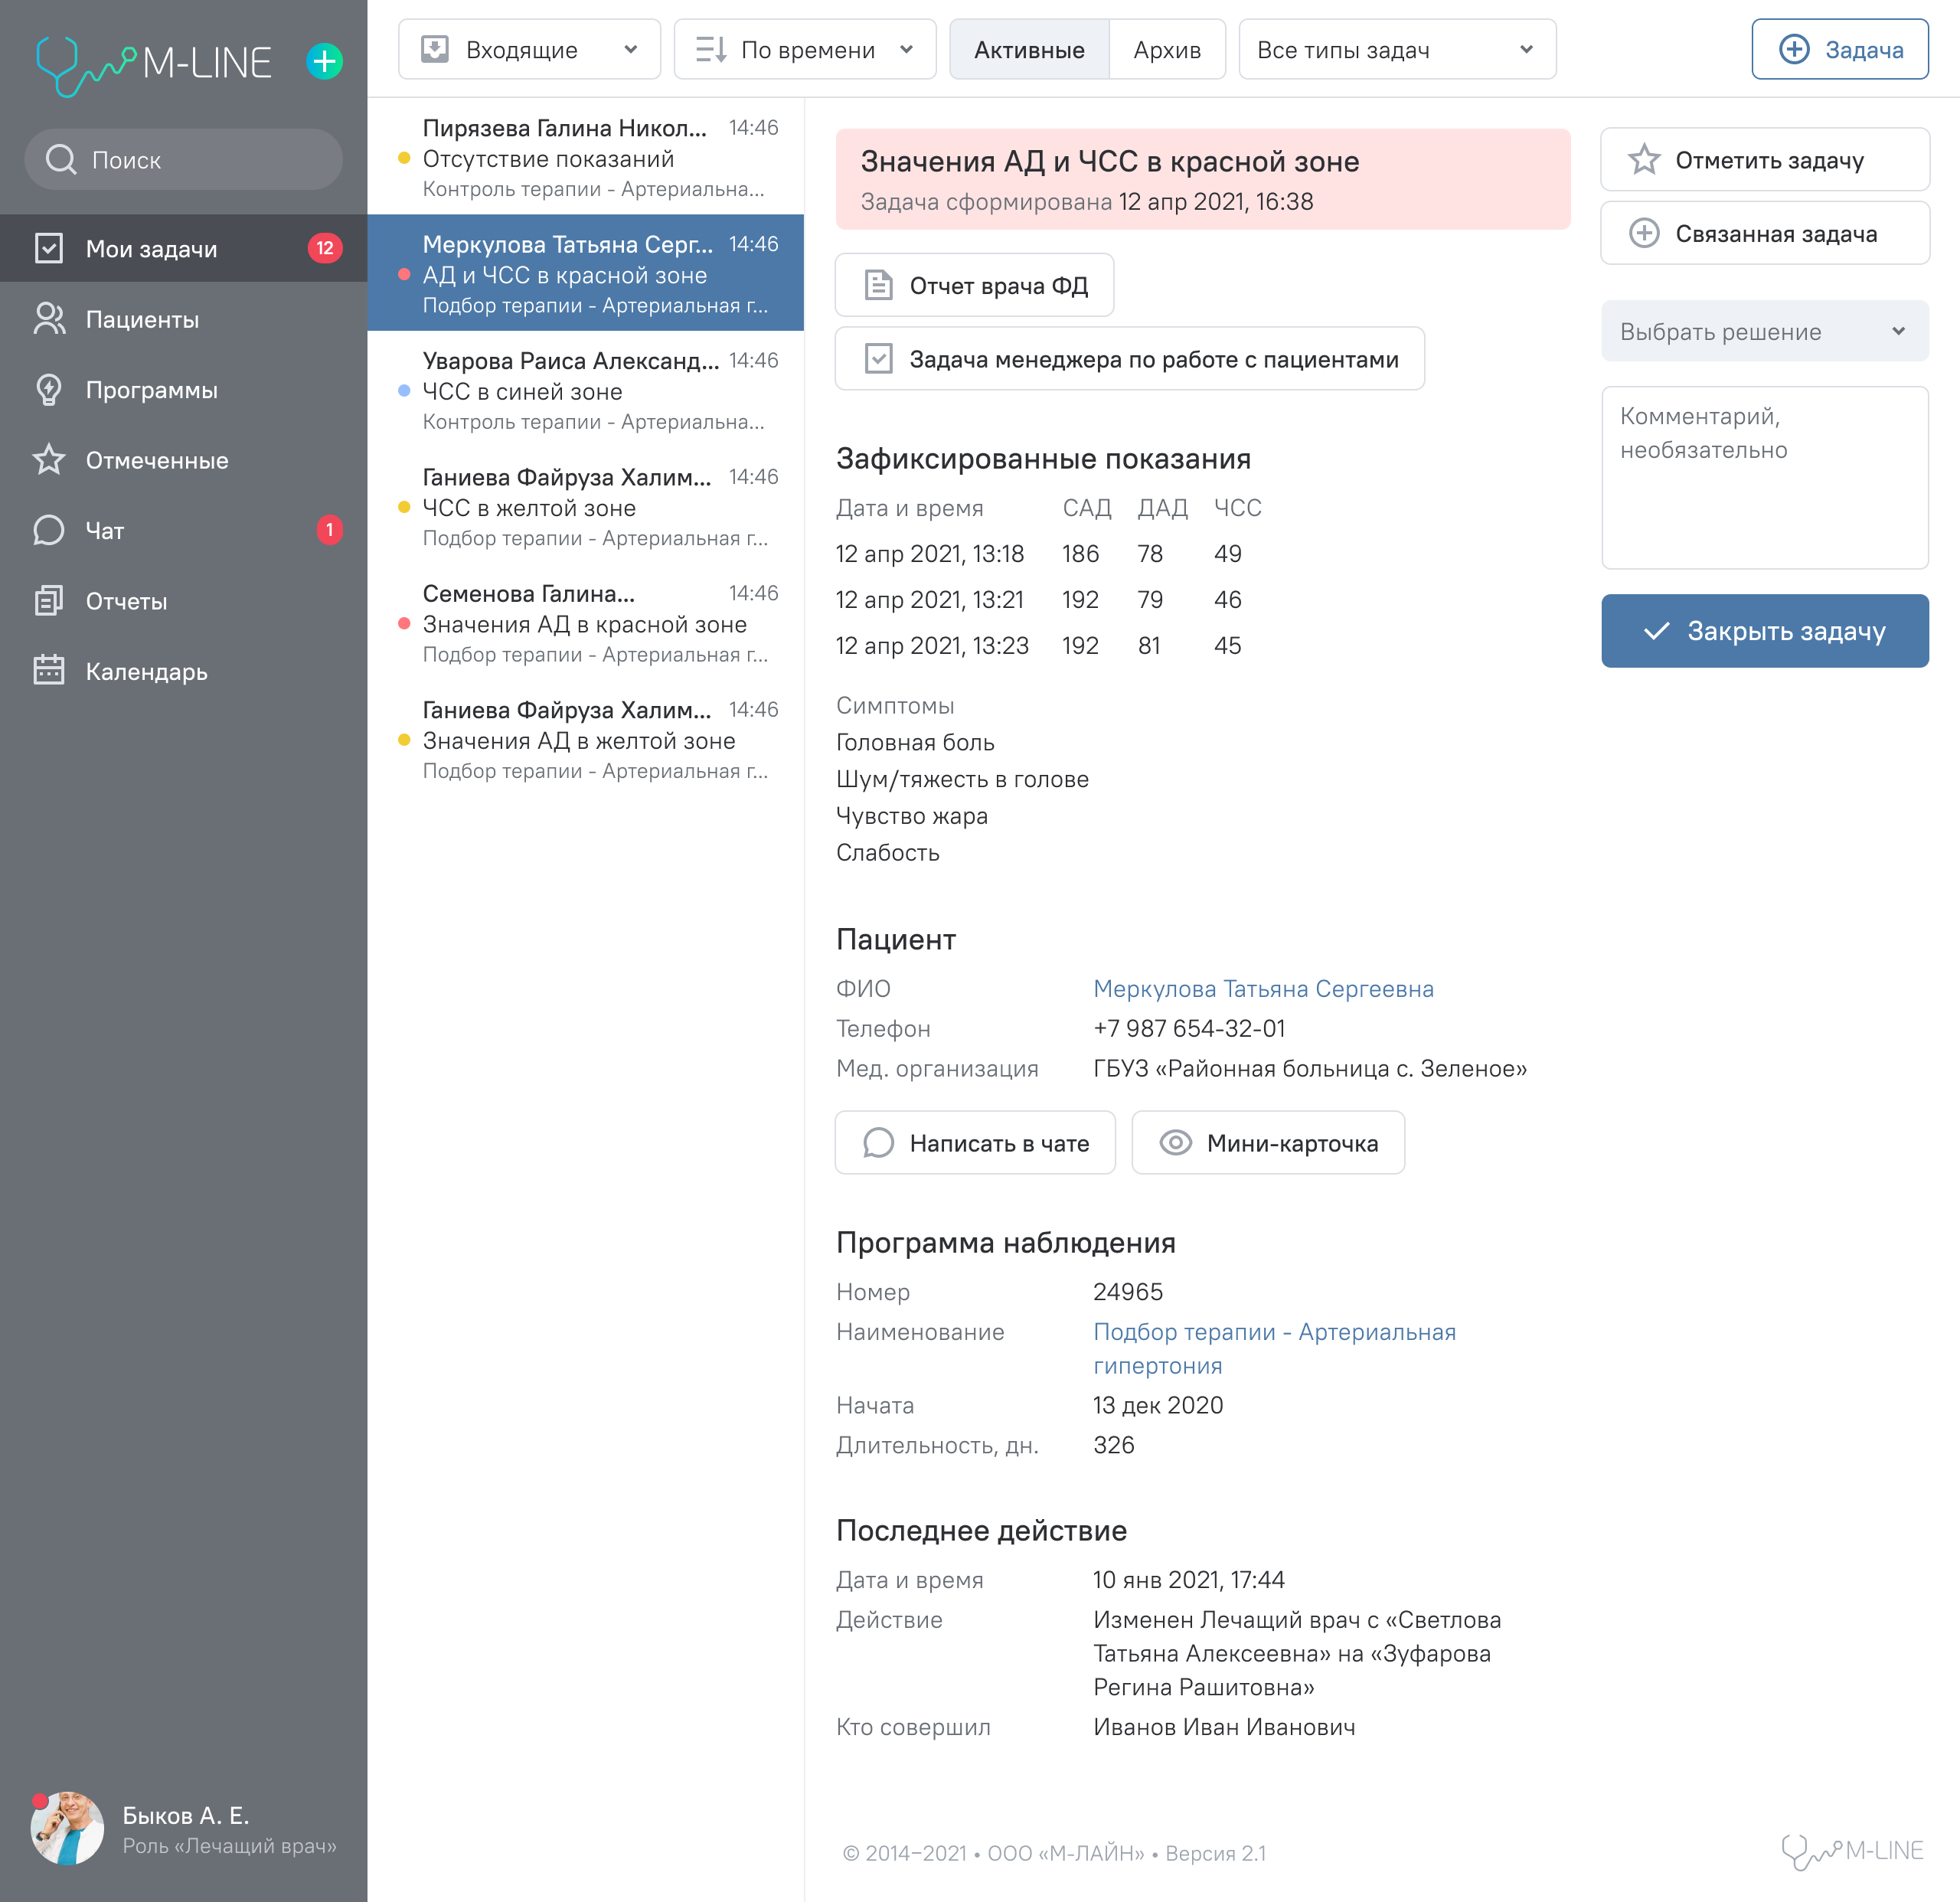 M-LINE
Поиск
Мои задачи 12
Пациенты
Программы
Отмеченные
Чат 1
Отчеты
Календарь
Быков А. Е.
Роль «Лечащий врач»
Входящие
По времени
Активные
Архив
Все типы задач
Задача
Пирязева Галина Никол... 14:46
Отсутствие показаний
Контроль терапии - Артериальна...
Меркулова Татьяна Серг... 14:46
АД и ЧСС в красной зоне
Подбор терапии - Артериальная г...
Уварова Раиса Александ... 14:46
ЧСС в синей зоне
Контроль терапии - Артериальна...
Ганиева Файруза Халим... 14:46
ЧСС в желтой зоне
Подбор терапии - Артериальная г...
Семенова Галина... 14:46
Значения АД в красной зоне
Подбор терапии - Артериальная г...
Ганиева Файруза Халим... 14:46
Значения АД в желтой зоне
Подбор терапии - Артериальная г...
Значения АД и ЧСС в красной зоне
Задача сформирована 12 апр 2021, 16:38
Отчет врача ФД
Задача менеджера по работе с пациентами
Зафиксированные показания
Дата и время САД ДАД ЧСС
12 апр 2021, 13:18 186 78 49
12 апр 2021, 13:21 192 79 46
12 апр 2021, 13:23 192 81 45
Симптомы
Головная боль
Шум/тяжесть в голове
Чувство жара
Слабость
Пациент
ФИО Меркулова Татьяна Сергеевна
Телефон +7 987 654-32-01
Мед. организация ГБУЗ «Районная больница с. Зеленое»
Написать в чате
Мини-карточка
Программа наблюдения
Номер 24965
Наименование Подбор терапии - Артериальная
гипертония
Начата 13 дек 2020
Длительность, дн. 326
Последнее действие
Дата и время 10 янв 2021, 17:44
Действие Изменен Лечащий врач с «Светлова
Татьяна Алексеевна» на «Зуфарова
Регина Рашитовна»
Кто совершил Иванов Иван Иванович
Отметить задачу
Связанная задача
Выбрать решение
Комментарий,
необязательно
Закрыть задачу
© 2014–2021 • ООО «М-ЛАЙН» • Версия 2.1
M-LINE